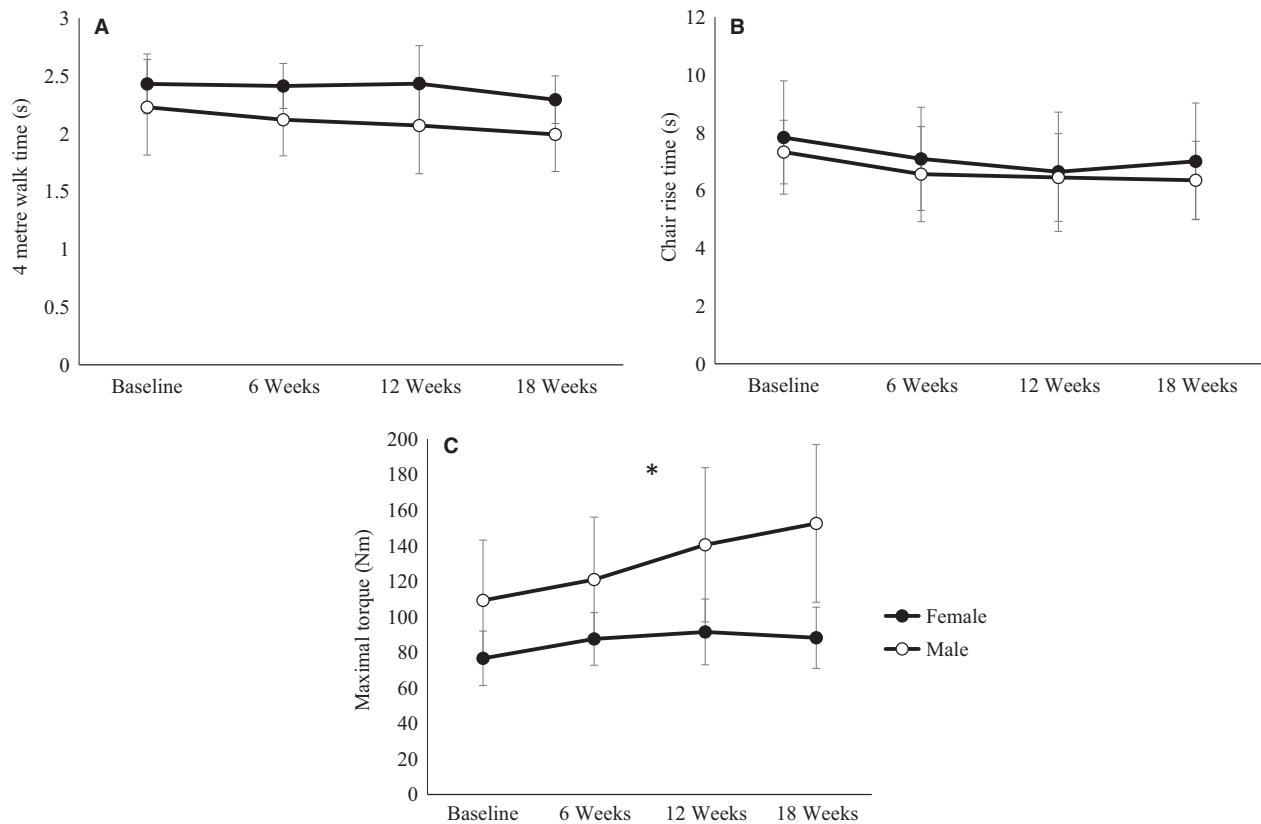 A
4 metre walk time (s)
3
2.5
2
1.5
1
0.5
0
Baseline 6 Weeks 12 Weeks 18 Weeks
B
Chair rise time (s)
12
10
8
6
4
2
0
Baseline 6 Weeks 12 Weeks 18 Weeks
C
*
Maximal torque (Nm)
200
180
160
140
120
100
80
60
40
20
0
Baseline 6 Weeks 12 Weeks 18 Weeks
Female
Male